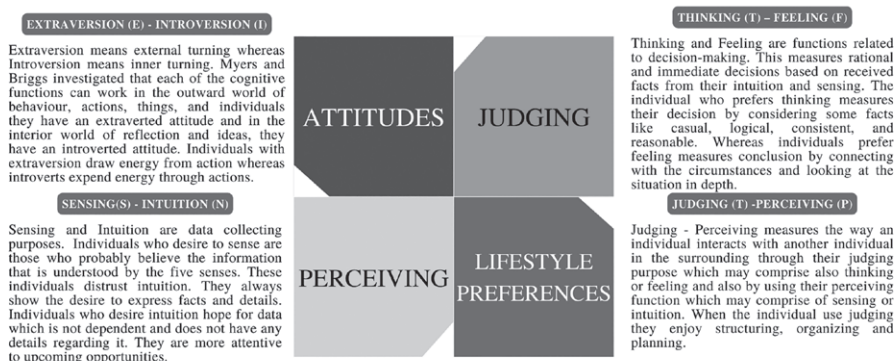 EXTRAVERSION (E) - INTROVERSION (I)
Extraversion means external turning whereas
Introversion means inner turning. Myers and
Briggs investigated that each of the cognitive
functions can work in the outward world of
behaviour, actions, things, and individuals
they have an extraverted attitude and in the
interior world of reflection and ideas, they
have an introverted attitude. Individuals with
extraversion draw energy from action whereas
introverts expend energy through actions.
SENSING(S) - INTUITION (N)
Sensing and Intuition are data collecting
purposes. Individuals who desire to sense are
those who probably believe the information
that is understood by the five senses. These
individuals distrust intuition. They always
show the desire to express facts and details.
Individuals who desire intuition hope for data
which is not dependent and does not have any
details regarding it. They are more attentive
to upcoming opportunities.
ATTITUDES
JUDGING
PERCEIVING
LIFESTYLE
PREFERENCES
THINKING (T) – FEELING (F)
Thinking and Feeling are functions related
to decision-making. This measures rational
and immediate decisions based on received
facts from their intuition and sensing. The
individual who prefers thinking measures
their decision by considering some facts
like casual, logical, consistent, and
reasonable. Whereas individuals prefer
feeling measures conclusion by connecting
with the circumstances and looking at the
situation in depth.
JUDGING (T) -PERCEIVING (P)
Judging - Perceiving measures the way an
individual interacts with another individual
in the surrounding through their judging
purpose which may comprise also thinking
or feeling and also by using their perceiving
function which may comprise of sensing or
intuition. When the individual use judging
they enjoy structuring, organizing and
planning.